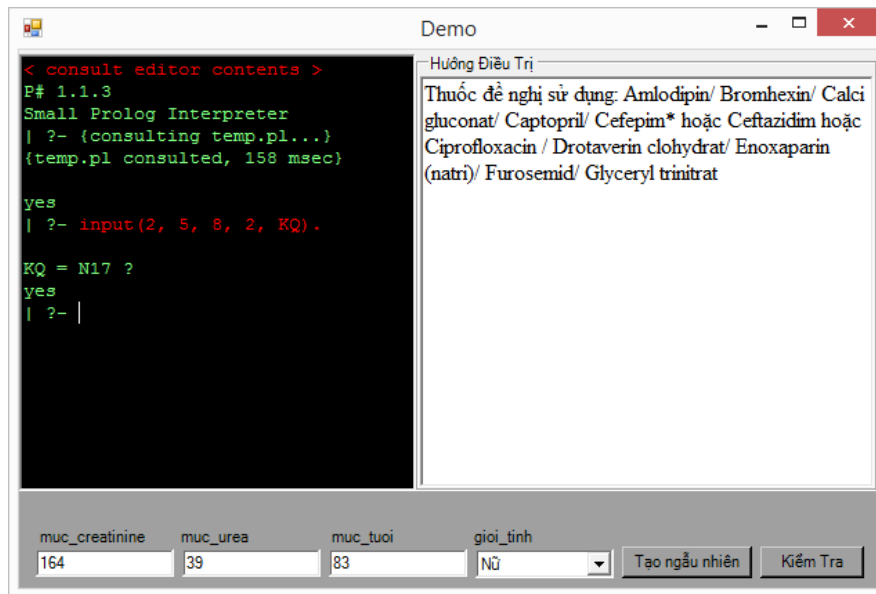 Demo
< consult editor contents >
P# 1.1.3
Small Prolog Interpreter
| ?- {consulting temp.pl...}
{temp.pl consulted, 158 msec}
yes
| ?- input(2, 5, 8, 2, KQ).
KQ = N17 ?
yes
| ?-
Hướng Điều Trị
Thuốc đề nghị sử dụng: Amlodipin/ Bromhexin/ Calci
gluconat/ Captopril/ Cefepim* hoặc Ceftazidim hoặc
Ciprofloxacin / Drotaverin clohydrat/ Enoxaparin
(natri)/ Furosemid/ Glyceryl trinitrat
muc_creatinine muc_urea muc_tuoi gioi_tinh
164 39 83 Nữ Tạo ngẫu nhiên Kiểm Tra